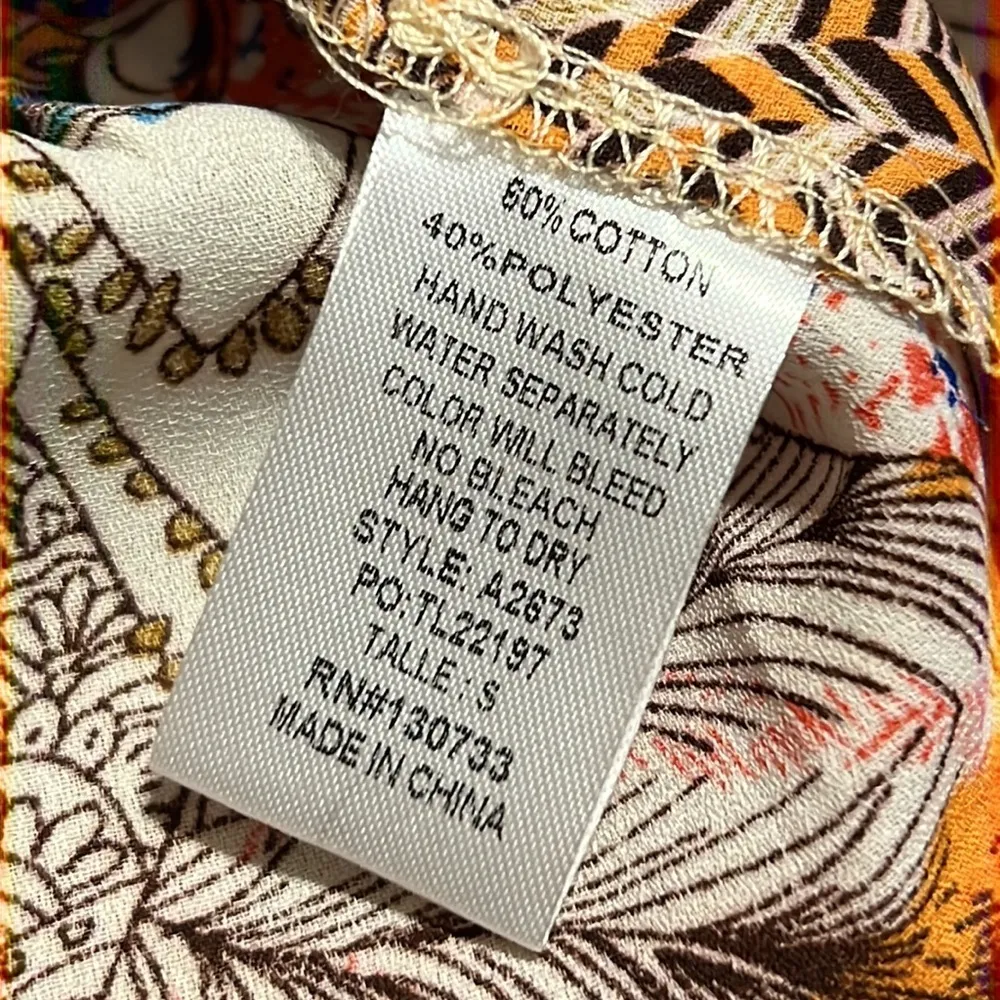 60% COTTON
40%POLYESTER
HAND WASH COLD
WATER SEPARATELY
COLOR WILL BLEED
NO BLEACH
HANG TO DRY
STYLE: A2673
PO:TL22197
TALLE : S
RN#130733
MADE IN CHINA